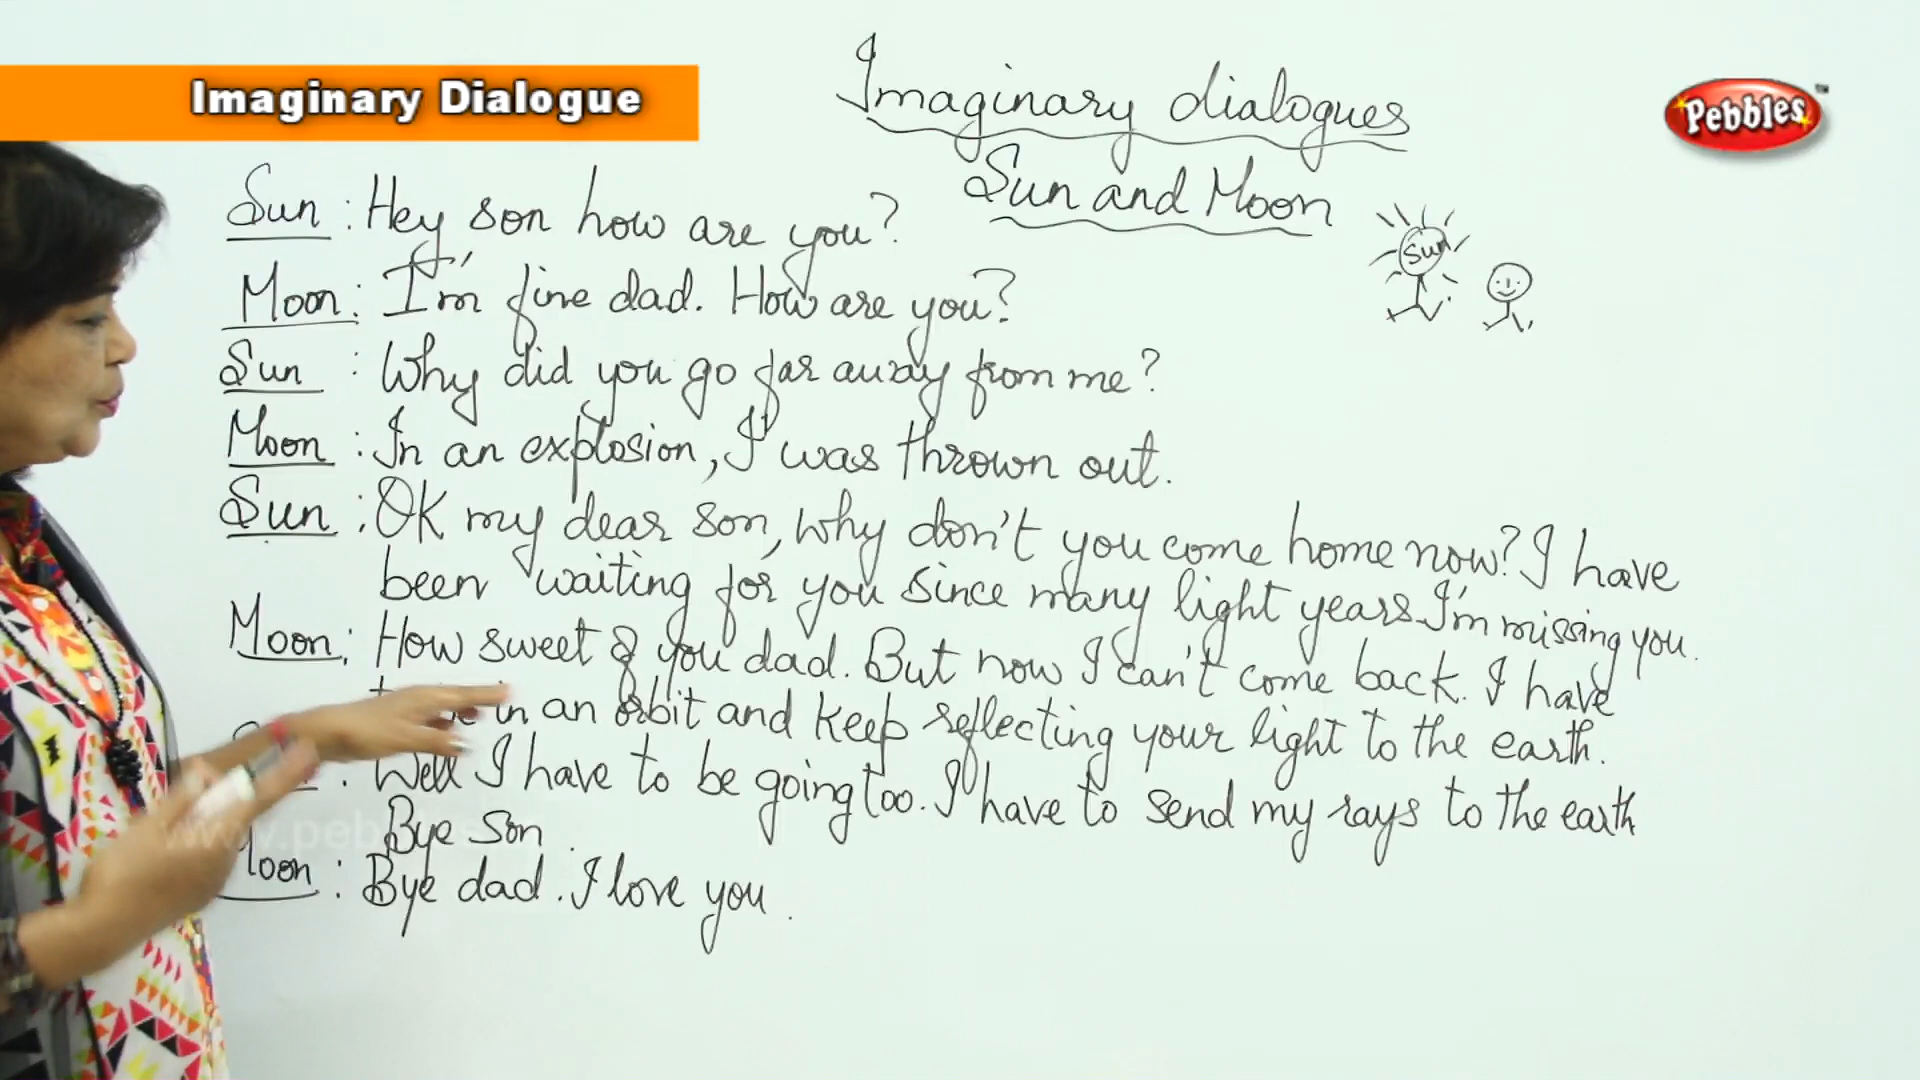 Imaginary Dialogue
Imaginary dialogues
Pebbles™
Sun and Moon
Sun
Sun : Hey son how are you?
Moon : I'm fine dad. How are you?
Sun : Why did you go far away from me?
Moon : In an explosion, I was thrown out.
Sun : OK my dear son, why don't you come home now? I have
been waiting for you since many light years. I'm missing you.
Moon : How sweet of you dad. But now I can't come back. I have
in an orbit and keep reflecting your light to the earth.
: Well I have to be going too. I have to send my rays to the earth
Bye Son
Moon : Bye dad. I love you.